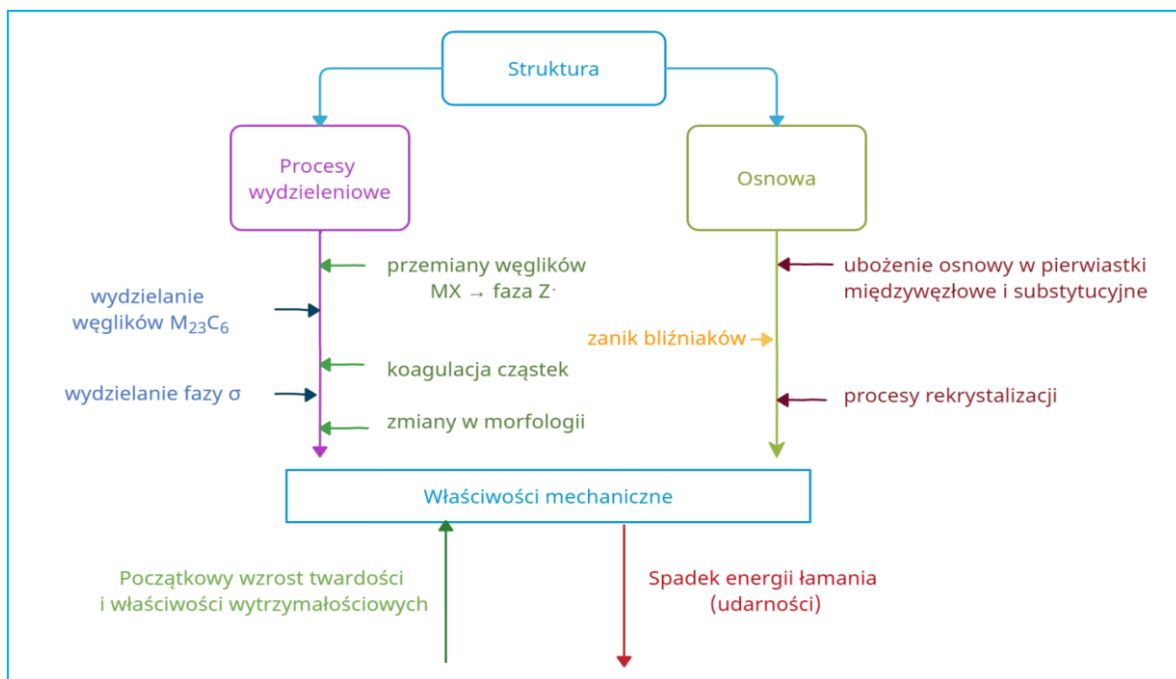 Struktura
Procesy
wydzieleniowe
Osnowa
przemiany węglików
MX → faza Z·
wydzielanie
węglików M₂₃C₆
koagulacja cząstek
wydzielanie fazy σ
zmiany w morfologii
ubożenie osnowy w pierwiastki
międzywęzłowe i substytucyjne
zanik bliźniaków
procesy rekrystalizacji
Właściwości mechaniczne
Początkowy wzrost twardości
i właściwości wytrzymałościowych
Spadek energii łamania
(udarności)